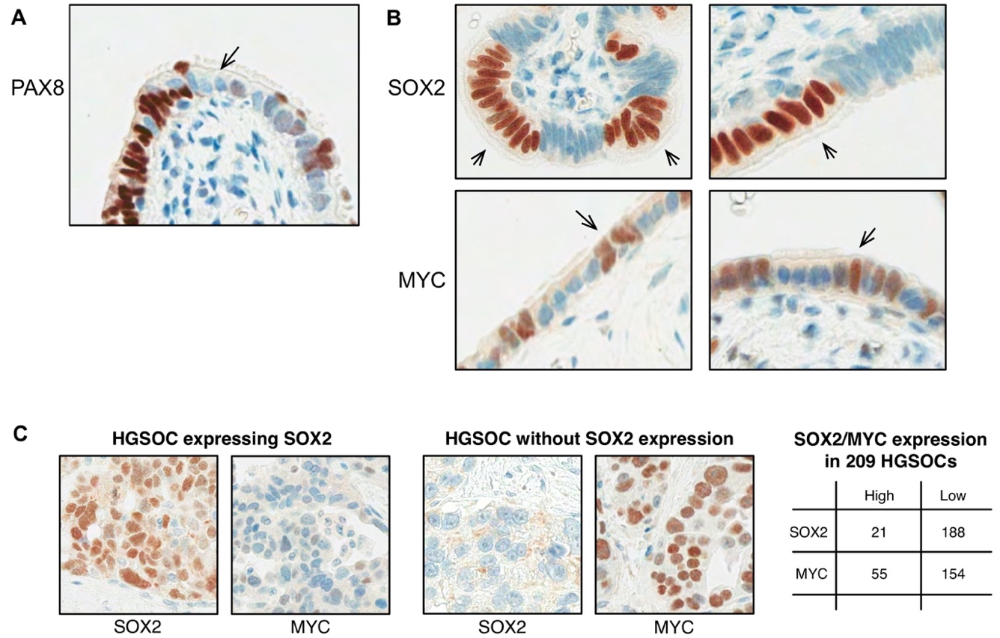 A
PAX8
B
SOX2
MYC
C
HGSOC expressing SOX2
SOX2
MYC
HGSOC without SOX2 expression
SOX2
MYC
SOX2/MYC expression
in 209 HGSOCs
High Low
SOX2 21 188
MYC 55 154